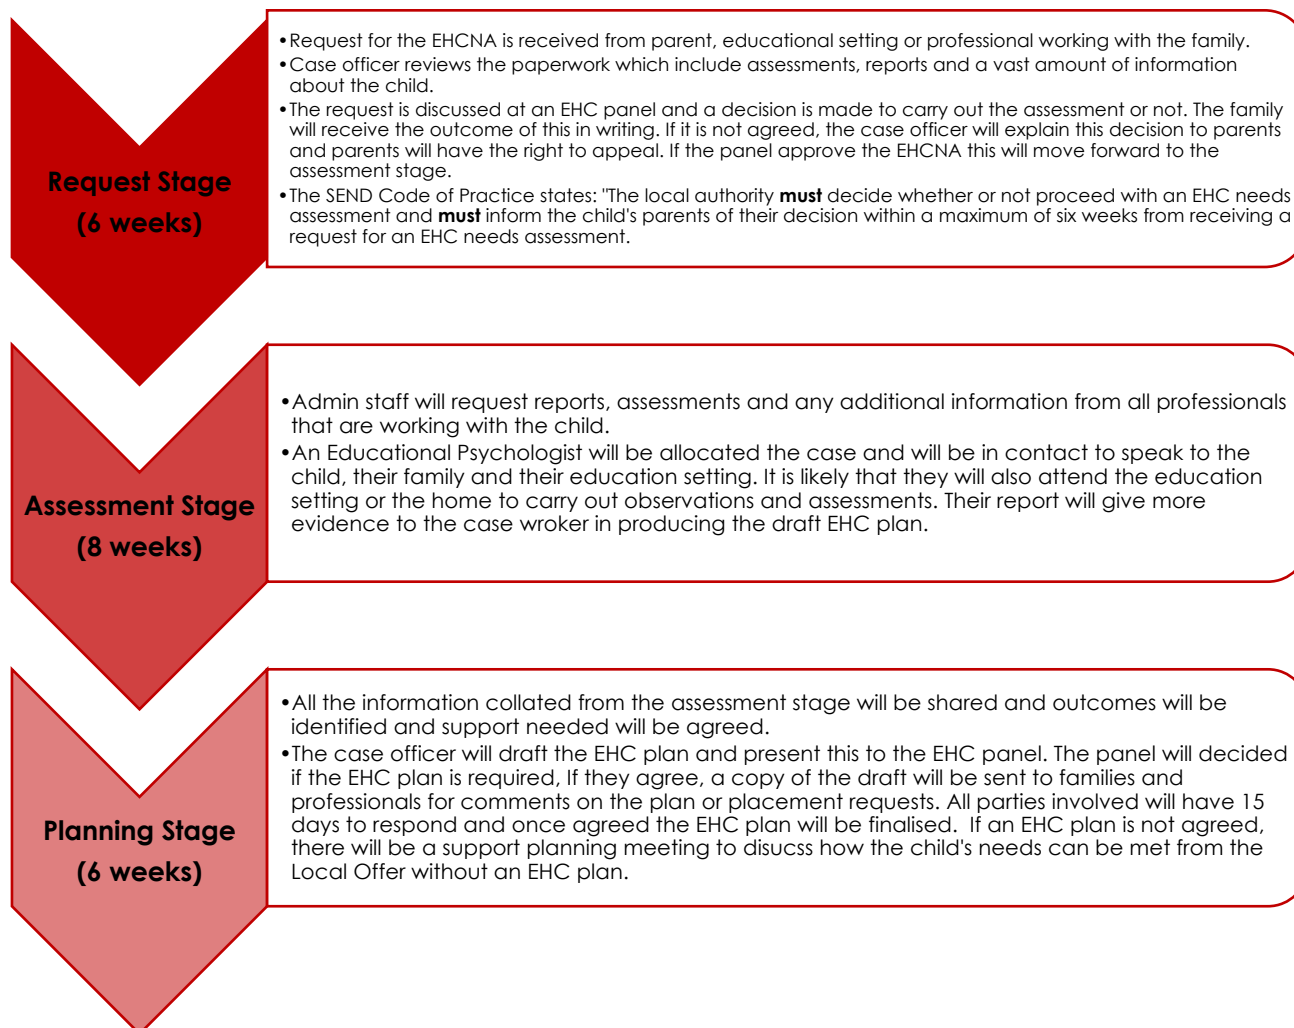 Request Stage
(6 weeks)
•Request for the EHCNA is received from parent, educational setting or professional working with the family.
•Case officer reviews the paperwork which include assessments, reports and a vast amount of information
about the child.
•The request is discussed at an EHC panel and a decision is made to carry out the assessment or not. The family
will receive the outcome of this in writing. If it is not agreed, the case officer will explain this decision to parents
and parents will have the right to appeal. If the panel approve the EHCNA this will move forward to the
assessment stage.
•The SEND Code of Practice states: "The local authority must decide whether or not proceed with an EHC needs
assessment and must inform the child's parents of their decision within a maximum of six weeks from receiving a
request for an EHC needs assessment.
Assessment Stage
(8 weeks)
•Admin staff will request reports, assessments and any additional information from all professionals
that are working with the child.
•An Educational Psychologist will be allocated the case and will be in contact to speak to the
child, their family and their education setting. It is likely that they will also attend the education
setting or the home to carry out observations and assessments. Their report will give more
evidence to the case wroker in producing the draft EHC plan.
Planning Stage
(6 weeks)
•All the information collated from the assessment stage will be shared and outcomes will be
identified and support needed will be agreed.
•The case officer will draft the EHC plan and present this to the EHC panel. The panel will decided
if the EHC plan is required, If they agree, a copy of the draft will be sent to families and
professionals for comments on the plan or placement requests. All parties involved will have 15
days to respond and once agreed the EHC plan will be finalised.  If an EHC plan is not agreed,
there will be a support planning meeting to disucss how the child's needs can be met from the
Local Offer without an EHC plan.